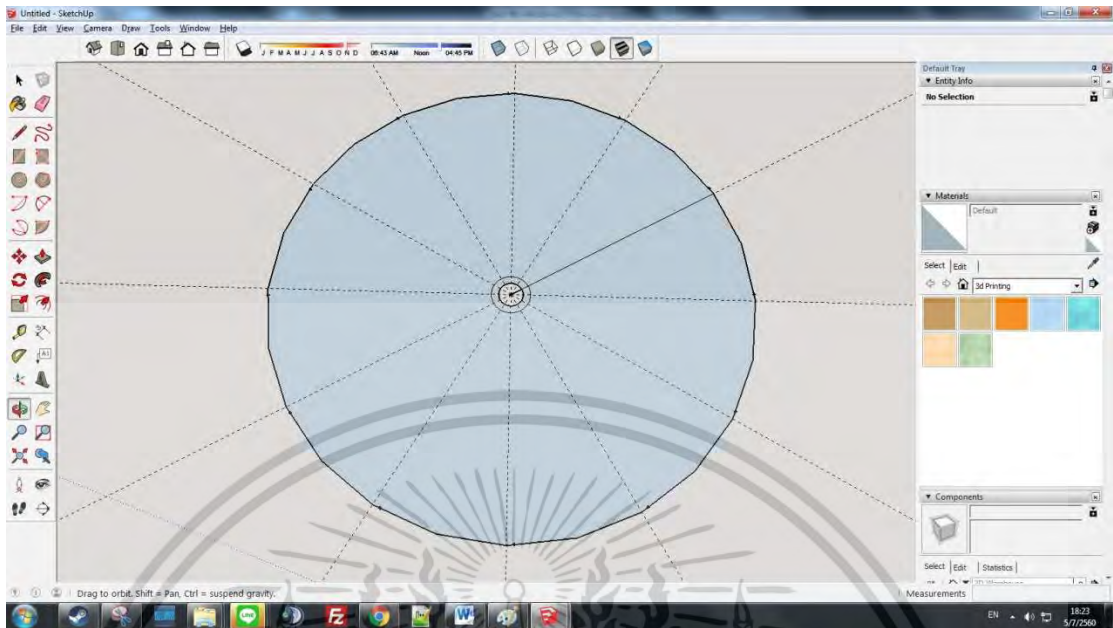 Untitled - SketchUp
File Edit View Camera Draw Tools Window Help
J F M A M J J A S O N D 06:43 AM Noon 04:45 PM
Default Tray
Entity Info
No Selection
Materials
Default
Select Edit
3d Printing
Components
Select Edit Statistics
Drag to orbit. Shift = Pan, Ctrl = suspend gravity.
Measurements
EN
18:23
5/7/2560